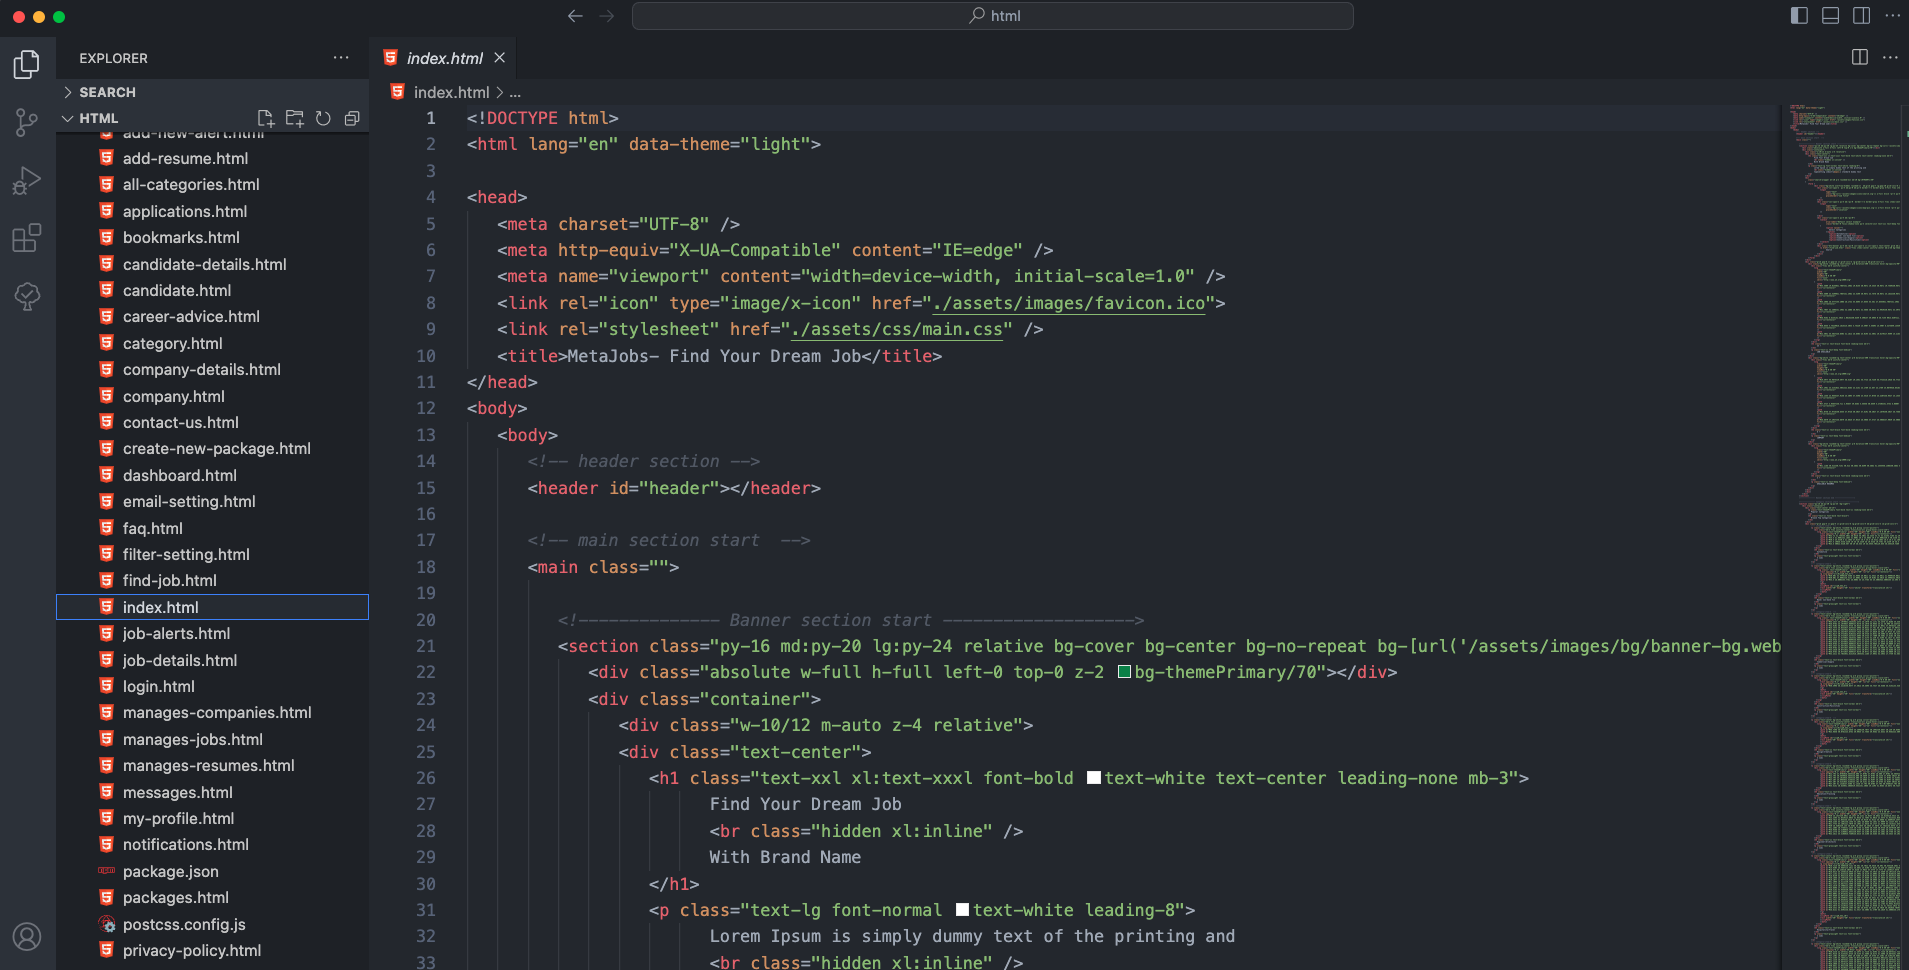 html
EXPLORER
index.html
SEARCH
index.html > ...
HTML
add-new-alert.html
add-resume.html
all-categories.html
applications.html
bookmarks.html
candidate-details.html
candidate.html
career-advice.html
category.html
company-details.html
company.html
contact-us.html
create-new-package.html
dashboard.html
email-setting.html
faq.html
filter-setting.html
find-job.html
index.html
job-alerts.html
job-details.html
login.html
manages-companies.html
manages-jobs.html
manages-resumes.html
messages.html
my-profile.html
notifications.html
package.json
packages.html
postcss.config.js
privacy-policy.html
1 <!DOCTYPE html>
2 <html lang="en" data-theme="light">
3
4 <head>
5 <meta charset="UTF-8" />
6 <meta http-equiv="X-UA-Compatible" content="IE=edge" />
7 <meta name="viewport" content="width=device-width, initial-scale=1.0" />
8 <link rel="icon" type="image/x-icon" href="./assets/images/favicon.ico">
9 <link rel="stylesheet" href="./assets/css/main.css" />
10 <title>MetaJobs- Find Your Dream Job</title>
11 </head>
12 <body>
13 <body>
14 <!-- header section -->
15 <header id="header"></header>
16
17 <!-- main section start  -->
18 <main class="">
19
20 <!-------------- Banner section start ------------------->
21 <section class="py-16 md:py-20 lg:py-24 relative bg-cover bg-center bg-no-repeat bg-[url('/assets/images/bg/banner-bg.web
22 <div class="absolute w-full h-full left-0 top-0 z-2 bg-themePrimary/70"></div>
23 <div class="container">
24 <div class="w-10/12 m-auto z-4 relative">
25 <div class="text-center">
26 <h1 class="text-xxl xl:text-xxxl font-bold text-white text-center leading-none mb-3">
27 Find Your Dream Job
28 <br class="hidden xl:inline" />
29 With Brand Name
30 </h1>
31 <p class="text-lg font-normal text-white leading-8">
32 Lorem Ipsum is simply dummy text of the printing and
33 <br class="hidden xl:inline" />